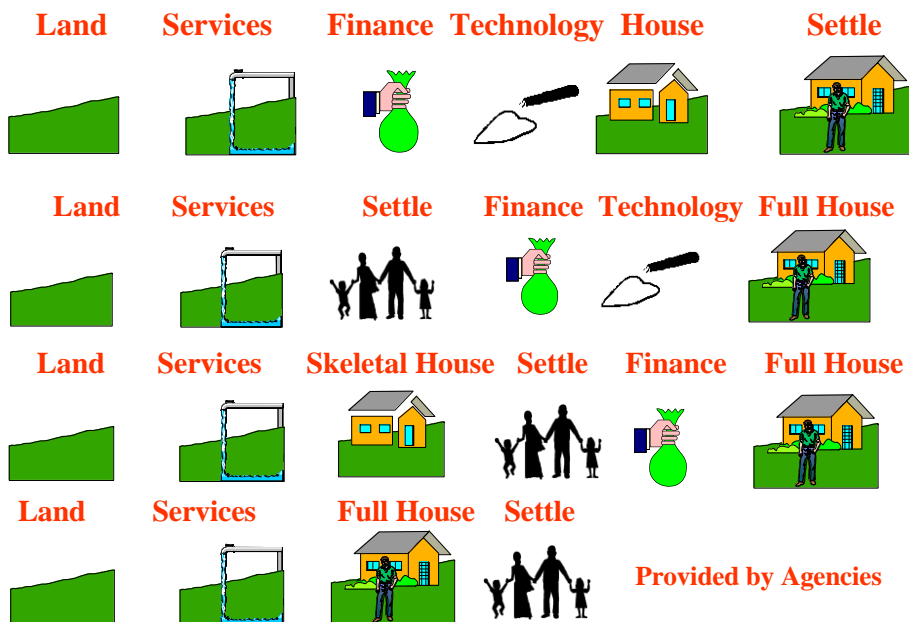 Land Services Finance Technology House Settle
Land Services Settle Finance Technology Full House
Land Services Skeletal House Settle Finance Full House
Land Services Full House Settle
Provided by Agencies